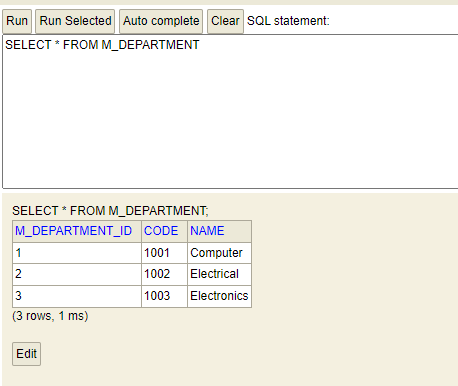 Run Run Selected Auto complete Clear SQL statement:
SELECT * FROM M_DEPARTMENT
SELECT * FROM M_DEPARTMENT;
M_DEPARTMENT_ID CODE NAME
1 1001 Computer
2 1002 Electrical
3 1003 Electronics
(3 rows, 1 ms)
Edit